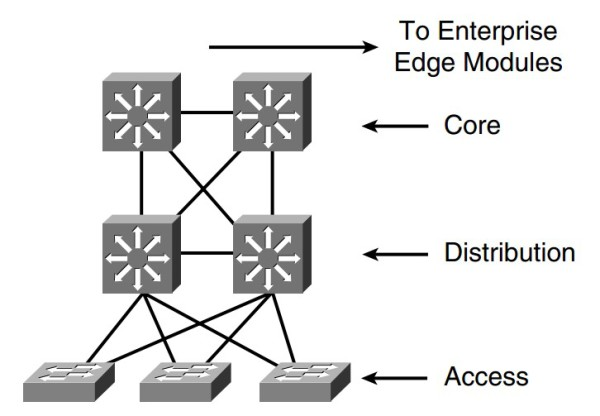 To Enterprise
Edge Modules
Core
Distribution
Access